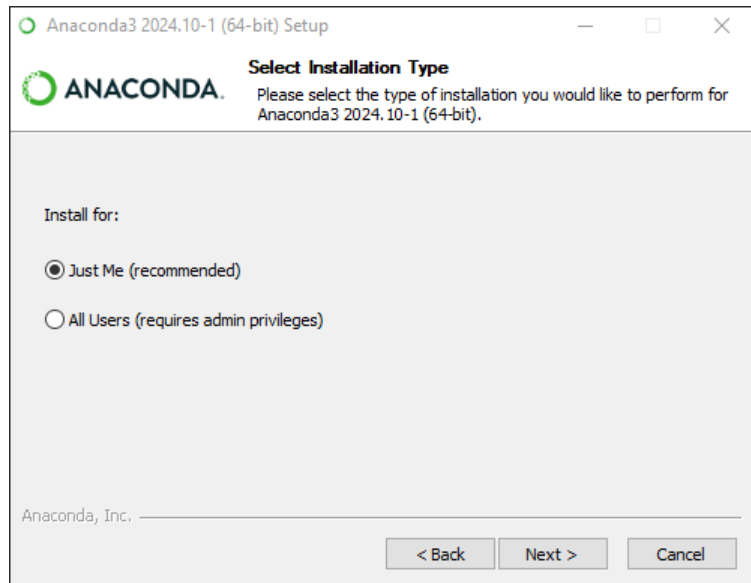 Anaconda3 2024.10-1 (64-bit) Setup
ANACONDA.
Select Installation Type
Please select the type of installation you would like to perform for
Anaconda3 2024.10-1 (64-bit).
Install for:
Just Me (recommended)
All Users (requires admin privileges)
Anaconda, Inc.
< Back
Next >
Cancel